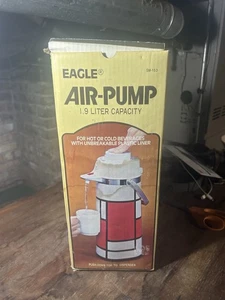 EAGLE®
AIR-PUMP
1.9 LITER CAPACITY
FOR HOT OR COLD BEVERAGES
WITH UNBREAKABLE PLASTIC LINER